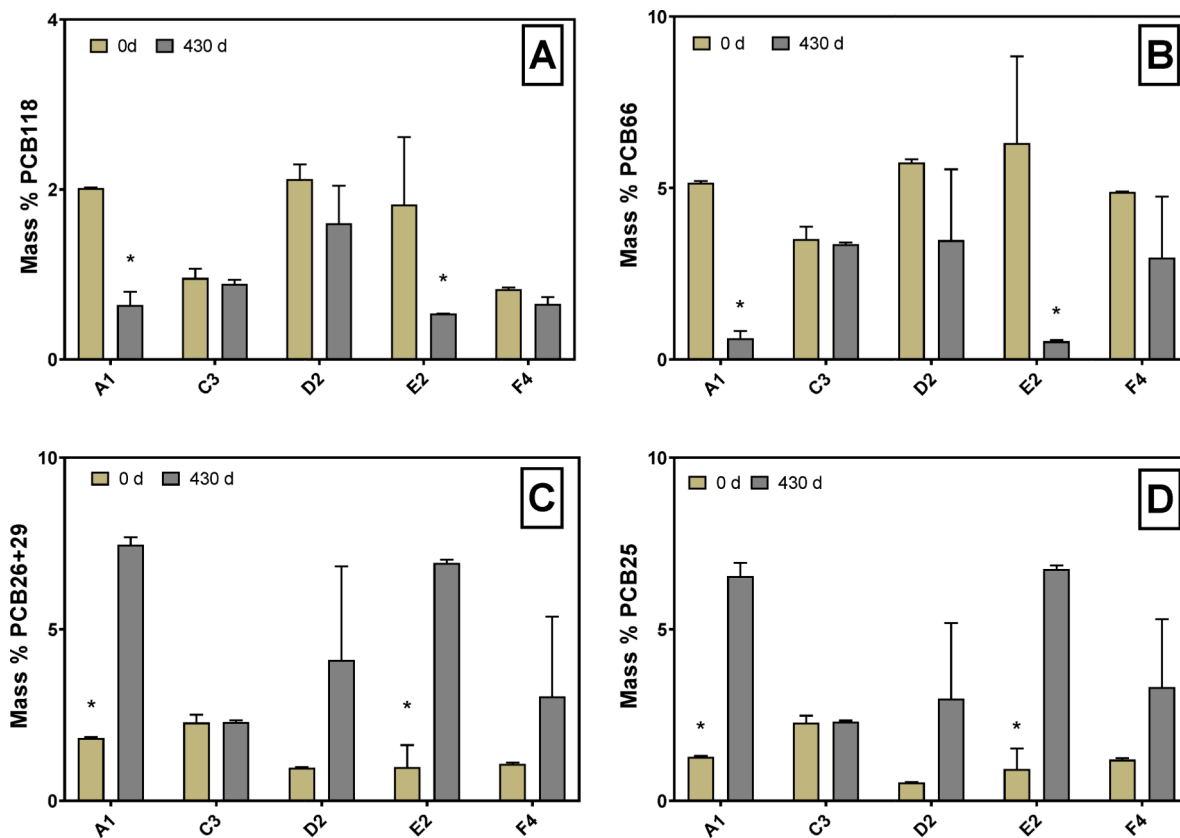 A
0d 430 d
Mass % PCB118
4
2
0
*
*
A1 C3 D2 E2 F4
B
0 d 430 d
Mass % PCB66
10
5
0
*
*
A1 C3 D2 E2 F4
C
0 d 430 d
Mass % PCB26+29
10
5
0
*
*
A1 C3 D2 E2 F4
D
0 d 430 d
Mass % PCB25
10
5
0
*
*
A1 C3 D2 E2 F4